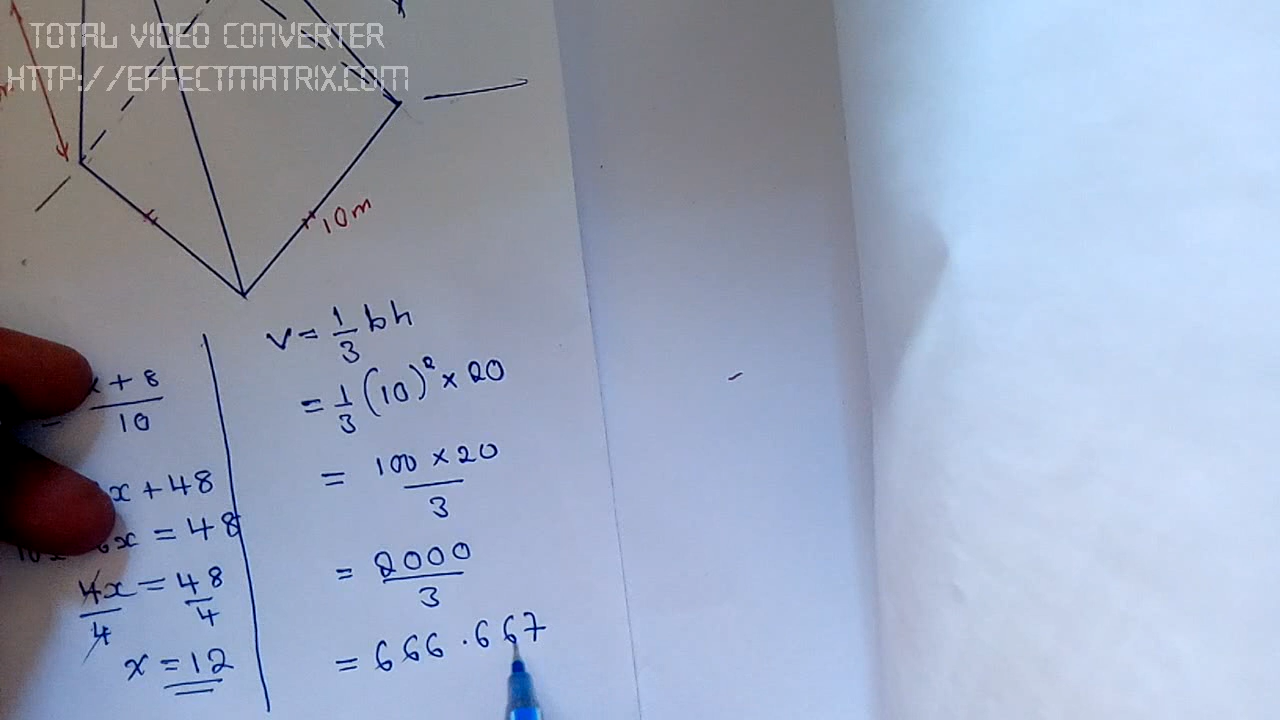 TOTAL VIDEO CONVERTER
HTTP://EFFECTMATRIX.COM
10m
x + 8
10
x + 48
6x = 48
4x = 48
4 4
x = 12
V = 1/3 bh
= 1/3 (10)² × 20
= 100 × 20
3
= 2000
3
= 666.667